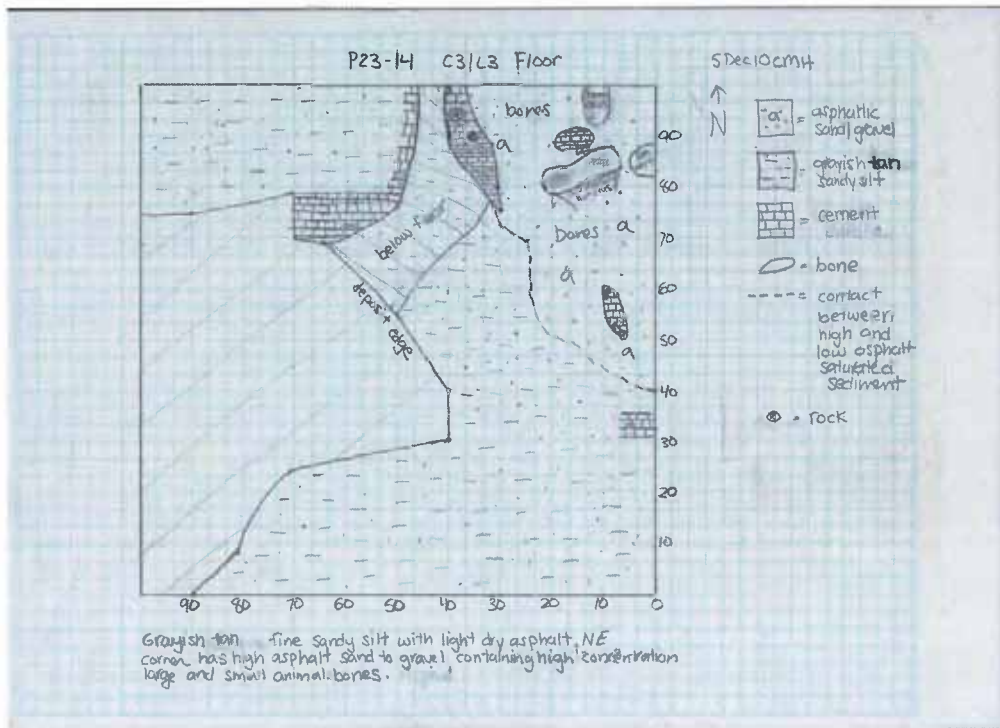 P23-14 C3/L3 Floor
5Dec10CMH
N
bones
a
bones a
a
a
below floor
deposit edge
90
80
70
60
50
40
30
20
10
90 80 70 60 50 40 30 20 10 0
a = asphaltic
sand/gravel
= grayish tan
sandy silt
= cement
= bone
= contact
between
high and
low asphalt
saturated
sediment
= rock
Grayish tan fine sandy silt with light dry asphalt, NE
corner has high asphalt sand to gravel containing high concentration
large and small animal bones.